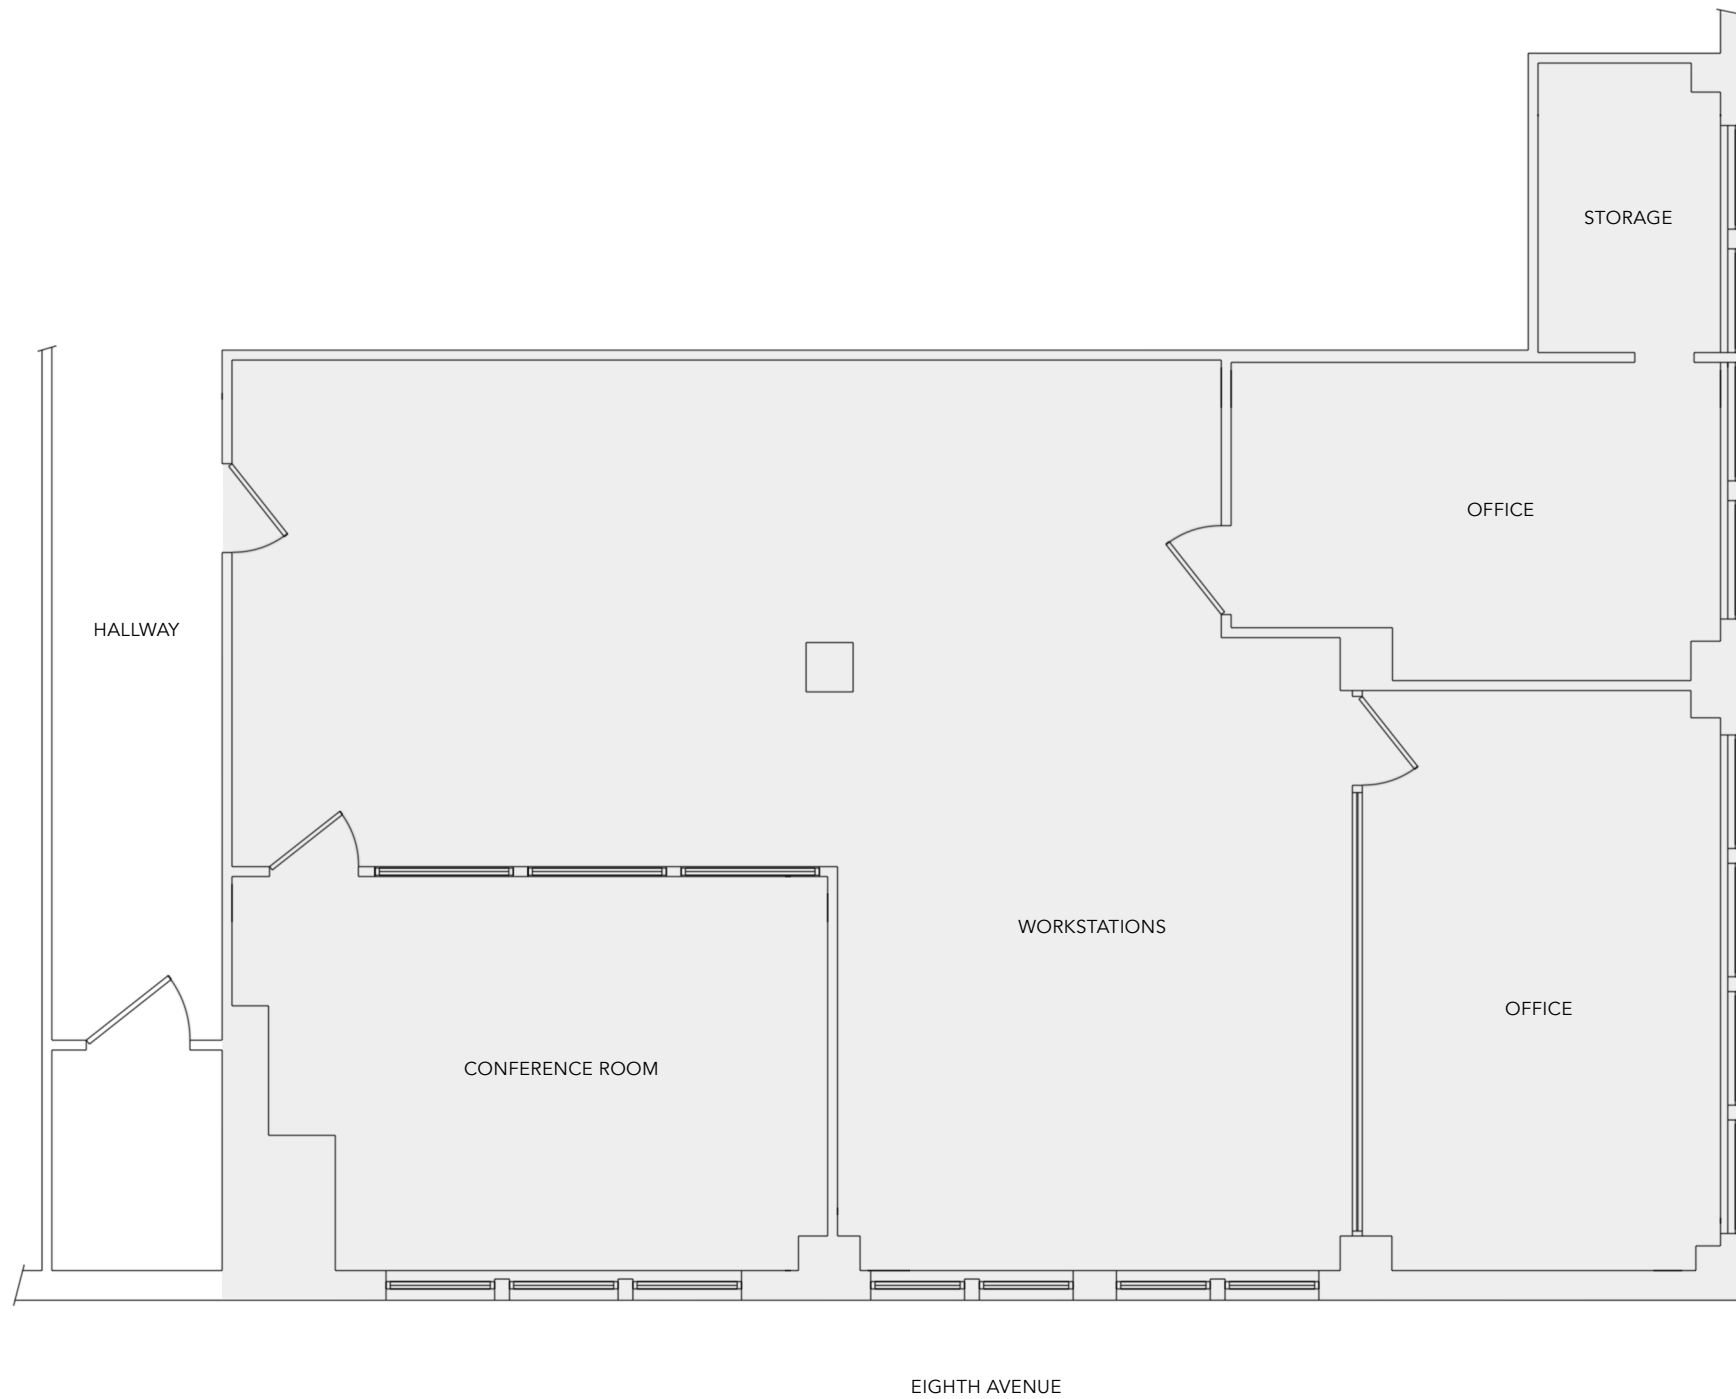 STORAGE
OFFICE
HALLWAY
WORKSTATIONS
OFFICE
CONFERENCE ROOM
EIGHTH AVENUE